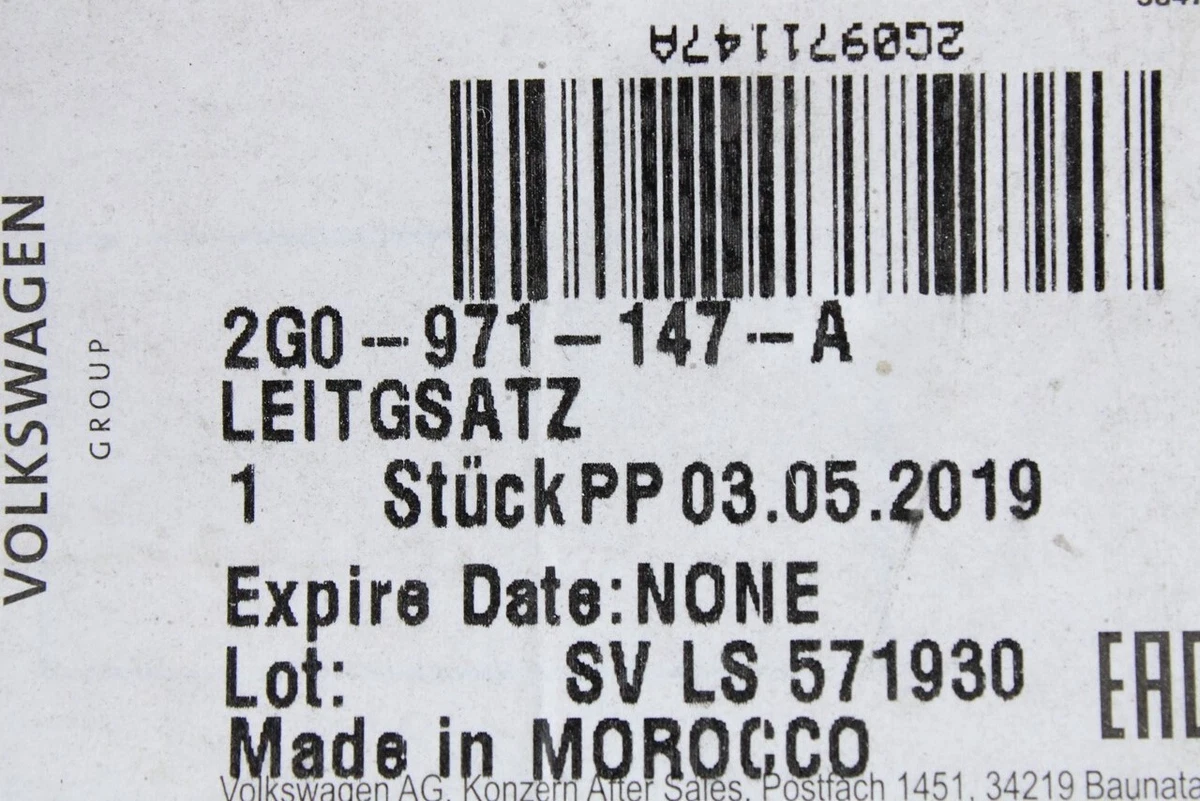 2G0971147A
VOLKSWAGEN
GROUP
2G0-971-147-A
LEITGSATZ
1 Stück PP 03.05.2019
Expire Date:NONE
Lot: SV LS 571930
Made in MOROCCO
EAC
Volkswagen AG, Konzern After Sales, Postfach 1451, 34219 Baunata